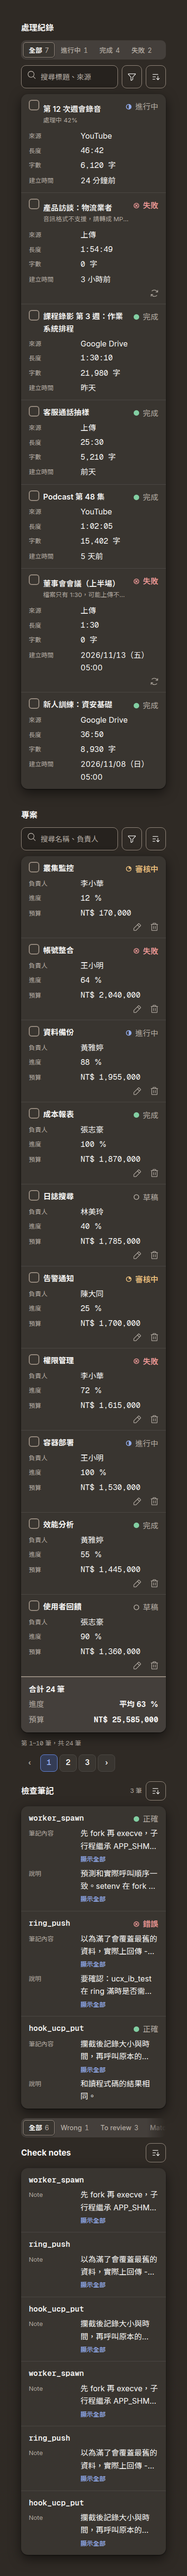 處理紀錄
全部 7 進行中 1 完成 4 失敗 2
搜尋標題、來源
第 12 次週會錄音 進行中
處理中 42%
來源 YouTube
長度 46:42
字數 6,120 字
建立時間 24 分鐘前
產品訪談：物流業者 失敗
音訊格式不支援，請轉成 MP…
來源 上傳
長度 1:54:49
字數 0 字
建立時間 3 小時前
課程錄影 第 3 週：作業 完成
系統排程
來源 Google Drive
長度 1:30:10
字數 21,980 字
建立時間 昨天
客服通話抽樣 完成
來源 上傳
長度 25:30
字數 5,210 字
建立時間 前天
Podcast 第 48 集 完成
來源 YouTube
長度 1:02:05
字數 15,402 字
建立時間 5 天前
董事會會議（上半場） 失敗
檔案只有 1:30，可能上傳不…
來源 上傳
長度 1:30
字數 0 字
建立時間 2026/11/13（五）
05:00
新人訓練：資安基礎 完成
來源 Google Drive
長度 36:50
字數 8,930 字
建立時間 2026/11/08（日）
05:00
專案
搜尋名稱、負責人
叢集監控 審核中
負責人 李小華
進度 12 %
預算 NT$ 170,000
帳號整合 失敗
負責人 王小明
進度 64 %
預算 NT$ 2,040,000
資料備份 進行中
負責人 黃雅婷
進度 88 %
預算 NT$ 1,955,000
成本報表 完成
負責人 張志豪
進度 100 %
預算 NT$ 1,870,000
日誌搜尋 草稿
負責人 林美玲
進度 40 %
預算 NT$ 1,785,000
告警通知 審核中
負責人 陳大同
進度 25 %
預算 NT$ 1,700,000
權限管理 失敗
負責人 李小華
進度 72 %
預算 NT$ 1,615,000
容器部署 進行中
負責人 王小明
進度 100 %
預算 NT$ 1,530,000
效能分析 完成
負責人 黃雅婷
進度 55 %
預算 NT$ 1,445,000
使用者回饋 草稿
負責人 張志豪
進度 90 %
預算 NT$ 1,360,000
合計 24 筆
進度 平均 63 %
預算 NT$ 25,585,000
第 1–10 筆，共 24 筆
‹ 1 2 3 ›
檢查筆記 3 筆
worker_spawn 正確
筆記內容 先 fork 再 execve，子
行程繼承 APP_SHM…
顯示全部
說明 預測和實際呼叫順序一
致。setenv 在 fork …
顯示全部
ring_push 錯誤
筆記內容 以為滿了會覆蓋最舊的
資料，實際上回傳 -…
顯示全部
說明 要確認：ucx_ib_test
在 ring 滿時是否需…
顯示全部
hook_ucp_put 正確
筆記內容 攔截後記錄大小與時
間，再呼叫原本的…
顯示全部
說明 和讀程式碼的結果相
同。
全部 6 Wrong 1 To review 3
Check notes
worker_spawn
Note 先 fork 再 execve，子
行程繼承 APP_SHM…
顯示全部
ring_push
Note 以為滿了會覆蓋最舊的
資料，實際上回傳 -…
顯示全部
hook_ucp_put
Note 攔截後記錄大小與時
間，再呼叫原本的…
顯示全部
worker_spawn
Note 先 fork 再 execve，子
行程繼承 APP_SHM…
顯示全部
ring_push
Note 以為滿了會覆蓋最舊的
資料，實際上回傳 -…
顯示全部
hook_ucp_put
Note 攔截後記錄大小與時
間，再呼叫原本的…
顯示全部